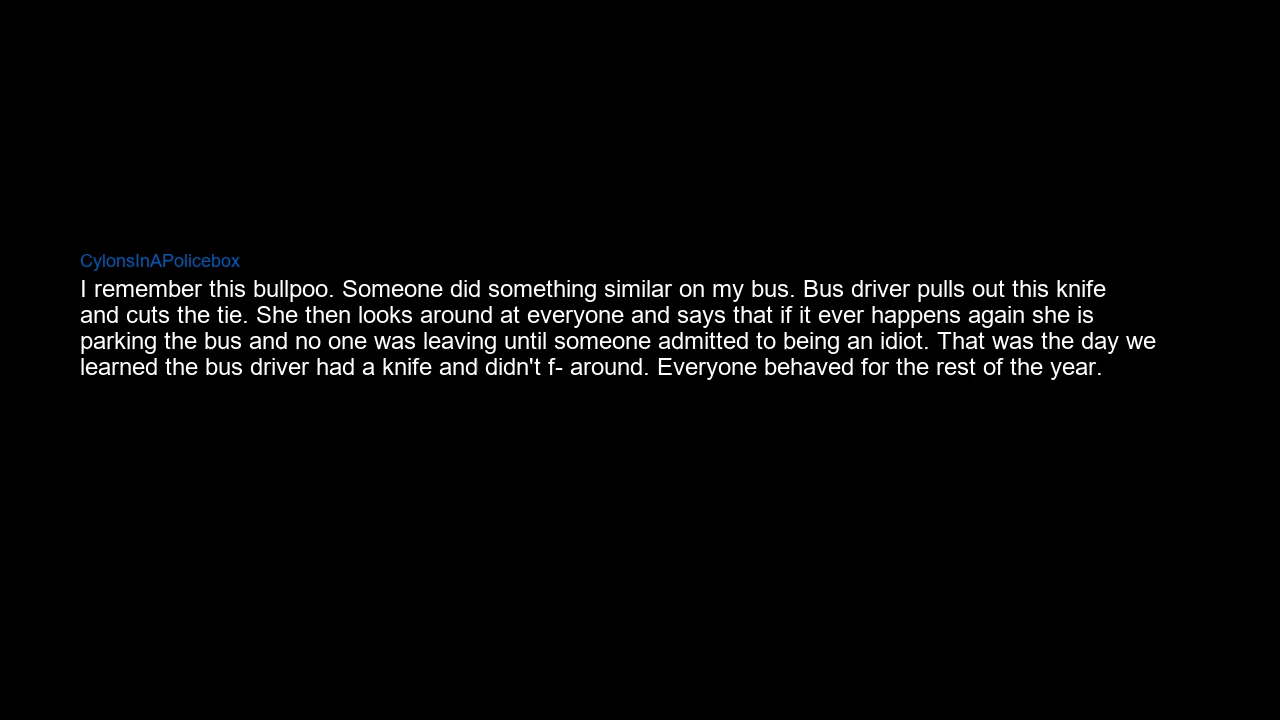 CylonsInAPolicebox
I remember this bullpoo. Someone did something similar on my bus. Bus driver pulls out this knife
and cuts the tie. She then looks around at everyone and says that if it ever happens again she is
parking the bus and no one was leaving until someone admitted to being an idiot. That was the day we
learned the bus driver had a knife and didn't f- around. Everyone behaved for the rest of the year.